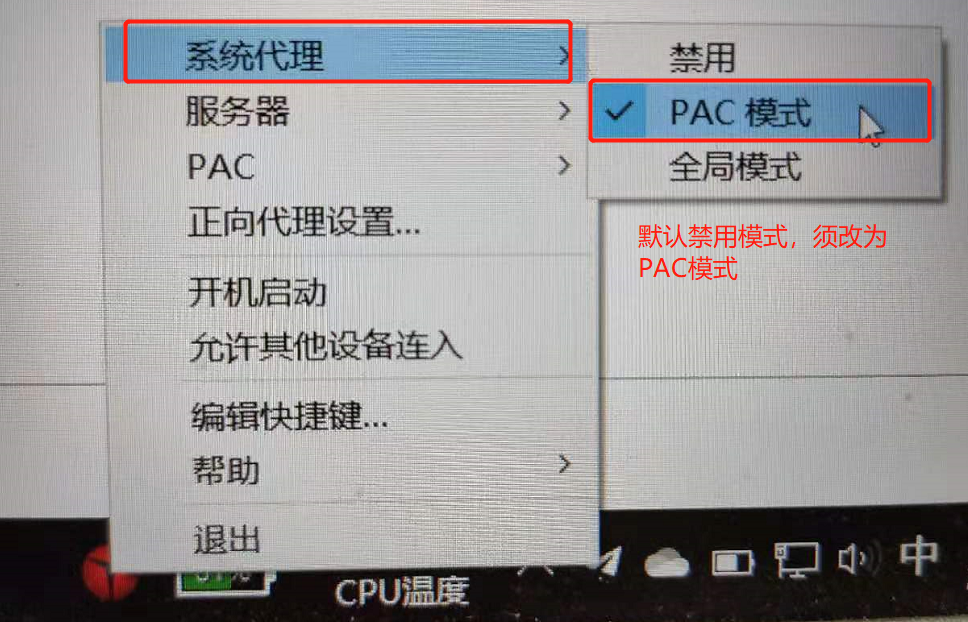 系统代理
禁用
服务器
PAC 模式
PAC
全局模式
正向代理设置...
默认禁用模式，须改为
PAC模式
开机启动
允许其他设备连入
编辑快捷键...
帮助
退出
CPU温度
中